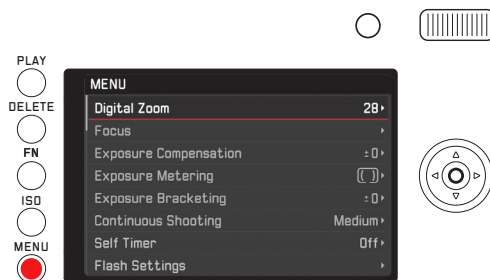 PLAY
DELETE
FN
ISO
MENU
MENU
Digital Zoom 28
Focus
Exposure Compensation ±0
Exposure Metering
Exposure Bracketing ±0
Continuous Shooting Medium
Self Timer Off
Flash Settings